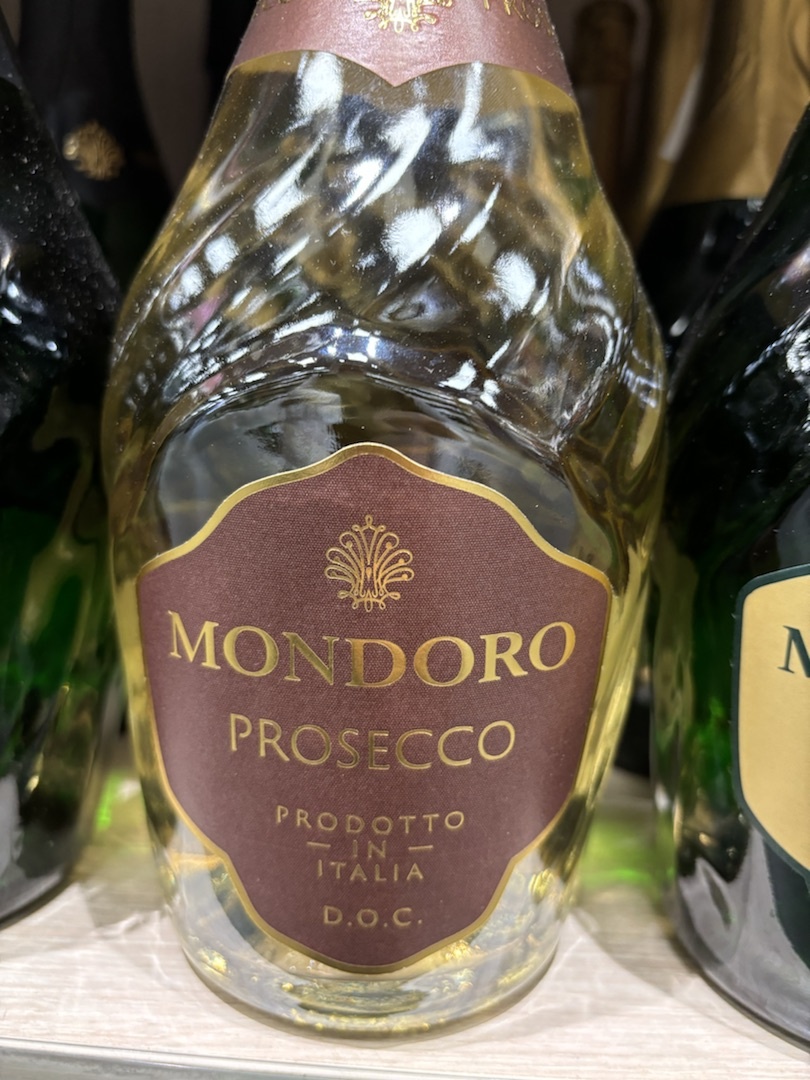 MONDORO
PROSECCO
PRODOTTO
— IN —
ITALIA
D.O.C.